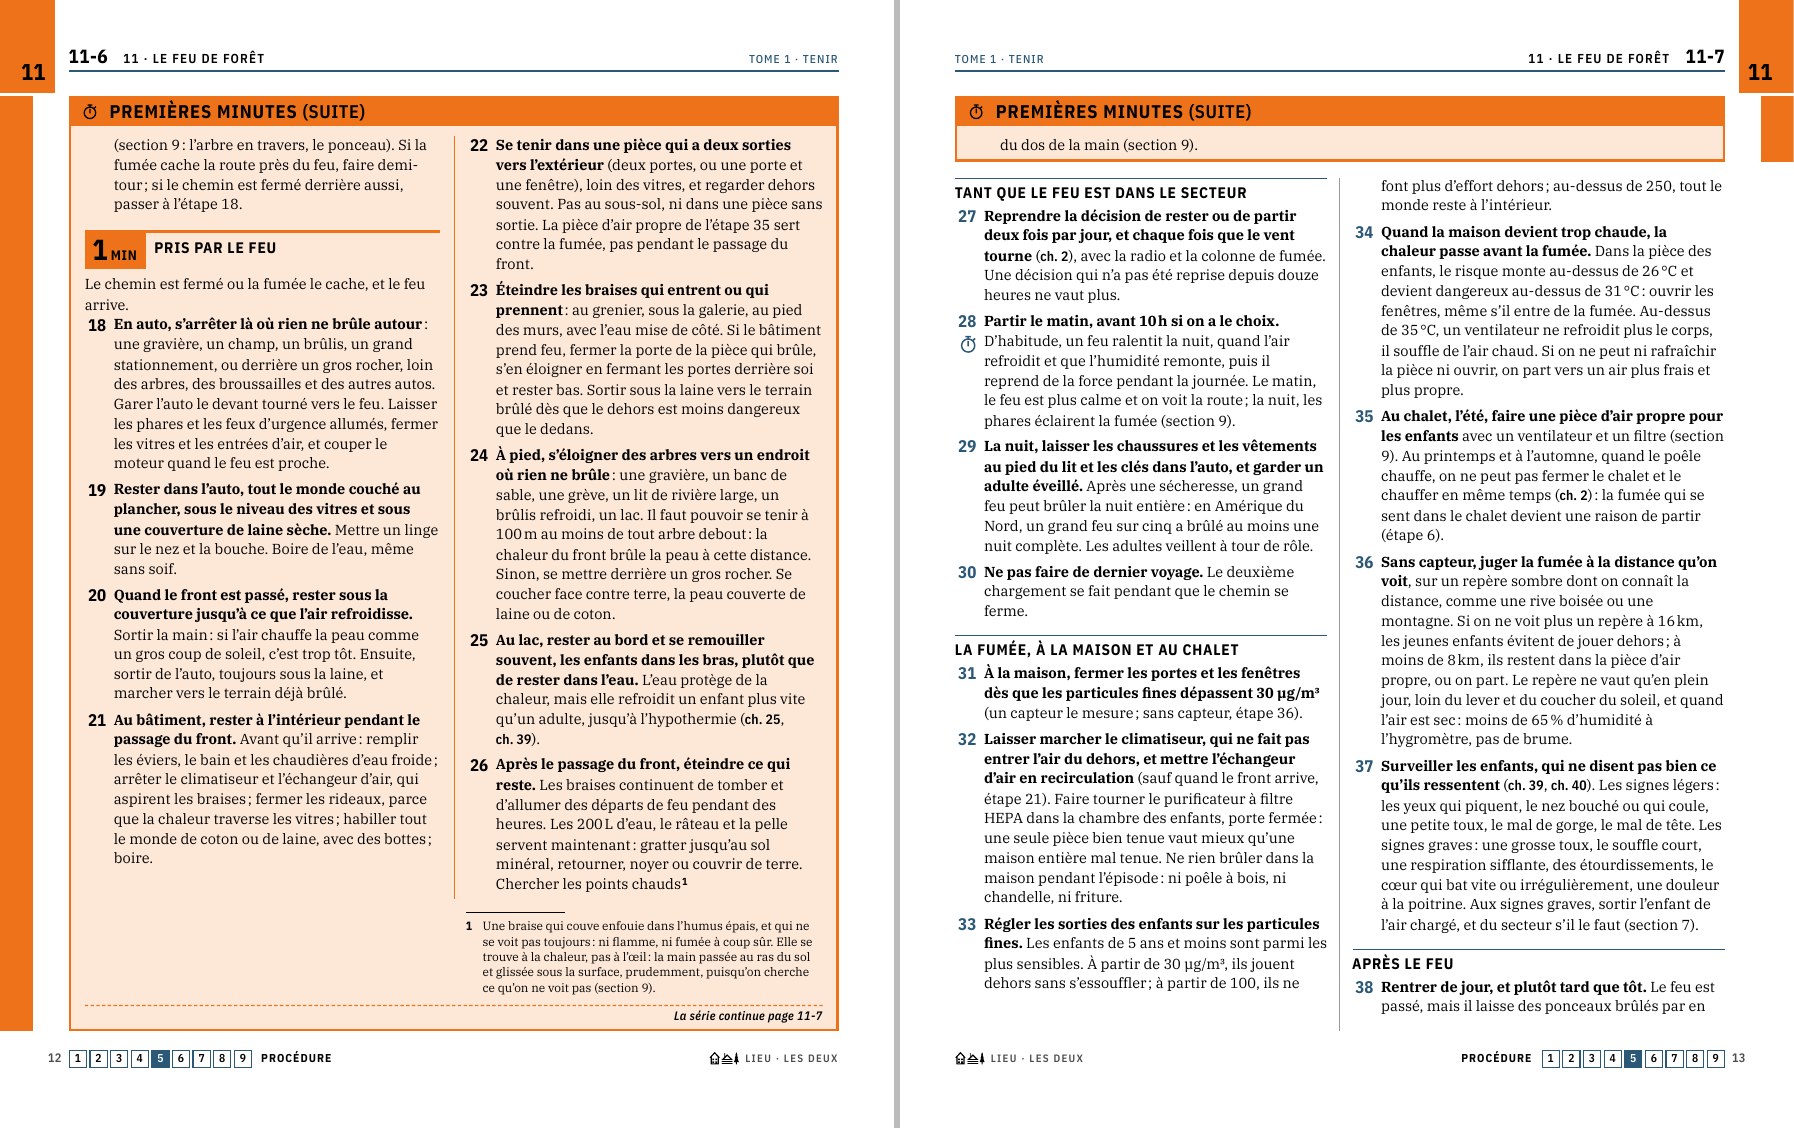 11
11-6 11 · LE FEU DE FORÊT
TOME 1 · TENIR
PREMIÈRES MINUTES (SUITE)
(section 9 : l’arbre en travers, le ponceau). Si la
fumée cache la route près du feu, faire demi-
tour ; si le chemin est fermé derrière aussi,
passer à l’étape 18.
1 MIN PRIS PAR LE FEU
Le chemin est fermé ou la fumée le cache, et le feu
arrive.
18 En auto, s’arrêter là où rien ne brûle autour :
une gravière, un champ, un brûlis, un grand
stationnement, ou derrière un gros rocher, loin
des arbres, des broussailles et des autres autos.
Garer l’auto le devant tourné vers le feu. Laisser
les phares et les feux d’urgence allumés, fermer
les vitres et les entrées d’air, et couper le
moteur quand le feu est proche.
19 Rester dans l’auto, tout le monde couché au
plancher, sous le niveau des vitres et sous
une couverture de laine sèche. Mettre un linge
sur le nez et la bouche. Boire de l’eau, même
sans soif.
20 Quand le front est passé, rester sous la
couverture jusqu’à ce que l’air refroidisse.
Sortir la main : si l’air chauffe la peau comme
un gros coup de soleil, c’est trop tôt. Ensuite,
sortir de l’auto, toujours sous la laine, et
marcher vers le terrain déjà brûlé.
21 Au bâtiment, rester à l’intérieur pendant le
passage du front. Avant qu’il arrive : remplir
les éviers, le bain et les chaudières d’eau froide ;
arrêter le climatiseur et l’échangeur d’air, qui
aspirent les braises ; fermer les rideaux, parce
que la chaleur traverse les vitres ; habiller tout
le monde de coton ou de laine, avec des bottes ;
boire.
22 Se tenir dans une pièce qui a deux sorties
vers l’extérieur (deux portes, ou une porte et
une fenêtre), loin des vitres, et regarder dehors
souvent. Pas au sous-sol, ni dans une pièce sans
sortie. La pièce d’air propre de l’étape 35 sert
contre la fumée, pas pendant le passage du
front.
23 Éteindre les braises qui entrent ou qui
prennent : au grenier, sous la galerie, au pied
des murs, avec l’eau mise de côté. Si le bâtiment
prend feu, fermer la porte de la pièce qui brûle,
s’en éloigner en fermant les portes derrière soi
et rester bas. Sortir sous la laine vers le terrain
brûlé dès que le dehors est moins dangereux
que le dedans.
24 À pied, s’éloigner des arbres vers un endroit
où rien ne brûle : une gravière, un banc de
sable, une grève, un lit de rivière large, un
brûlis refroidi, un lac. Il faut pouvoir se tenir à
100 m au moins de tout arbre debout : la
chaleur du front brûle la peau à cette distance.
Sinon, se mettre derrière un gros rocher. Se
coucher face contre terre, la peau couverte de
laine ou de coton.
25 Au lac, rester au bord et se remouiller
souvent, les enfants dans les bras, plutôt que
de rester dans l’eau. L’eau protège de la
chaleur, mais elle refroidit un enfant plus vite
qu’un adulte, jusqu’à l’hypothermie (ch. 25,
ch. 39).
26 Après le passage du front, éteindre ce qui
reste. Les braises continuent de tomber et
d’allumer des départs de feu pendant des
heures. Les 200 L d’eau, le râteau et la pelle
servent maintenant : gratter jusqu’au sol
minéral, retourner, noyer ou couvrir de terre.
Chercher les points chauds¹
1 Une braise qui couve enfouie dans l’humus épais, et qui ne
se voit pas toujours : ni flamme, ni fumée à coup sûr. Elle se
trouve à la chaleur, pas à l’œil : la main passée au ras du sol
et glissée sous la surface, prudemment, puisqu’on cherche
ce qu’on ne voit pas (section 9).
La série continue page 11-7
12 1 2 3 4 5 6 7 8 9 PROCÉDURE
LIEU · LES DEUX
TOME 1 · TENIR
11 · LE FEU DE FORÊT 11-7
11
PREMIÈRES MINUTES (SUITE)
du dos de la main (section 9).
TANT QUE LE FEU EST DANS LE SECTEUR
27 Reprendre la décision de rester ou de partir
deux fois par jour, et chaque fois que le vent
tourne (ch. 2), avec la radio et la colonne de fumée.
Une décision qui n’a pas été reprise depuis douze
heures ne vaut plus.
28 Partir le matin, avant 10 h si on a le choix.
D’habitude, un feu ralentit la nuit, quand l’air
refroidit et que l’humidité remonte, puis il
reprend de la force pendant la journée. Le matin,
le feu est plus calme et on voit la route ; la nuit, les
phares éclairent la fumée (section 9).
29 La nuit, laisser les chaussures et les vêtements
au pied du lit et les clés dans l’auto, et garder un
adulte éveillé. Après une sécheresse, un grand
feu peut brûler la nuit entière : en Amérique du
Nord, un grand feu sur cinq a brûlé au moins une
nuit complète. Les adultes veillent à tour de rôle.
30 Ne pas faire de dernier voyage. Le deuxième
chargement se fait pendant que le chemin se
ferme.
LA FUMÉE, À LA MAISON ET AU CHALET
31 À la maison, fermer les portes et les fenêtres
dès que les particules fines dépassent 30 µg/m³
(un capteur le mesure ; sans capteur, étape 36).
32 Laisser marcher le climatiseur, qui ne fait pas
entrer l’air du dehors, et mettre l’échangeur
d’air en recirculation (sauf quand le front arrive,
étape 21). Faire tourner le purificateur à filtre
HEPA dans la chambre des enfants, porte fermée :
une seule pièce bien tenue vaut mieux qu’une
maison entière mal tenue. Ne rien brûler dans la
maison pendant l’épisode : ni poêle à bois, ni
chandelle, ni friture.
33 Régler les sorties des enfants sur les particules
fines. Les enfants de 5 ans et moins sont parmi les
plus sensibles. À partir de 30 µg/m³, ils jouent
dehors sans s’essouffler ; à partir de 100, ils ne
font plus d’effort dehors ; au-dessus de 250, tout le
monde reste à l’intérieur.
34 Quand la maison devient trop chaude, la
chaleur passe avant la fumée. Dans la pièce des
enfants, le risque monte au-dessus de 26 °C et
devient dangereux au-dessus de 31 °C : ouvrir les
fenêtres, même s’il entre de la fumée. Au-dessus
de 35 °C, un ventilateur ne refroidit plus le corps,
il souffle de l’air chaud. Si on ne peut ni rafraîchir
la pièce ni ouvrir, on part vers un air plus frais et
plus propre.
35 Au chalet, l’été, faire une pièce d’air propre pour
les enfants avec un ventilateur et un filtre (section
9). Au printemps et à l’automne, quand le poêle
chauffe, on ne peut pas fermer le chalet et le
chauffer en même temps (ch. 2) : la fumée qui se
sent dans le chalet devient une raison de partir
(étape 6).
36 Sans capteur, juger la fumée à la distance qu’on
voit, sur un repère sombre dont on connaît la
distance, comme une rive boisée ou une
montagne. Si on ne voit plus un repère à 16 km,
les jeunes enfants évitent de jouer dehors ; à
moins de 8 km, ils restent dans la pièce d’air
propre, ou on part. Le repère ne vaut qu’en plein
jour, loin du lever et du coucher du soleil, et quand
l’air est sec : moins de 65 % d’humidité à
l’hygromètre, pas de brume.
37 Surveiller les enfants, qui ne disent pas bien ce
qu’ils ressentent (ch. 39, ch. 40). Les signes légers :
les yeux qui piquent, le nez bouché ou qui coule,
une petite toux, le mal de gorge, le mal de tête. Les
signes graves : une grosse toux, le souffle court,
une respiration sifflante, des étourdissements, le
cœur qui bat vite ou irrégulièrement, une douleur
à la poitrine. Aux signes graves, sortir l’enfant de
l’air chargé, et du secteur s’il le faut (section 7).
APRÈS LE FEU
38 Rentrer de jour, et plutôt tard que tôt. Le feu est
passé, mais il laisse des ponceaux brûlés par en
LIEU · LES DEUX
PROCÉDURE 1 2 3 4 5 6 7 8 9 13